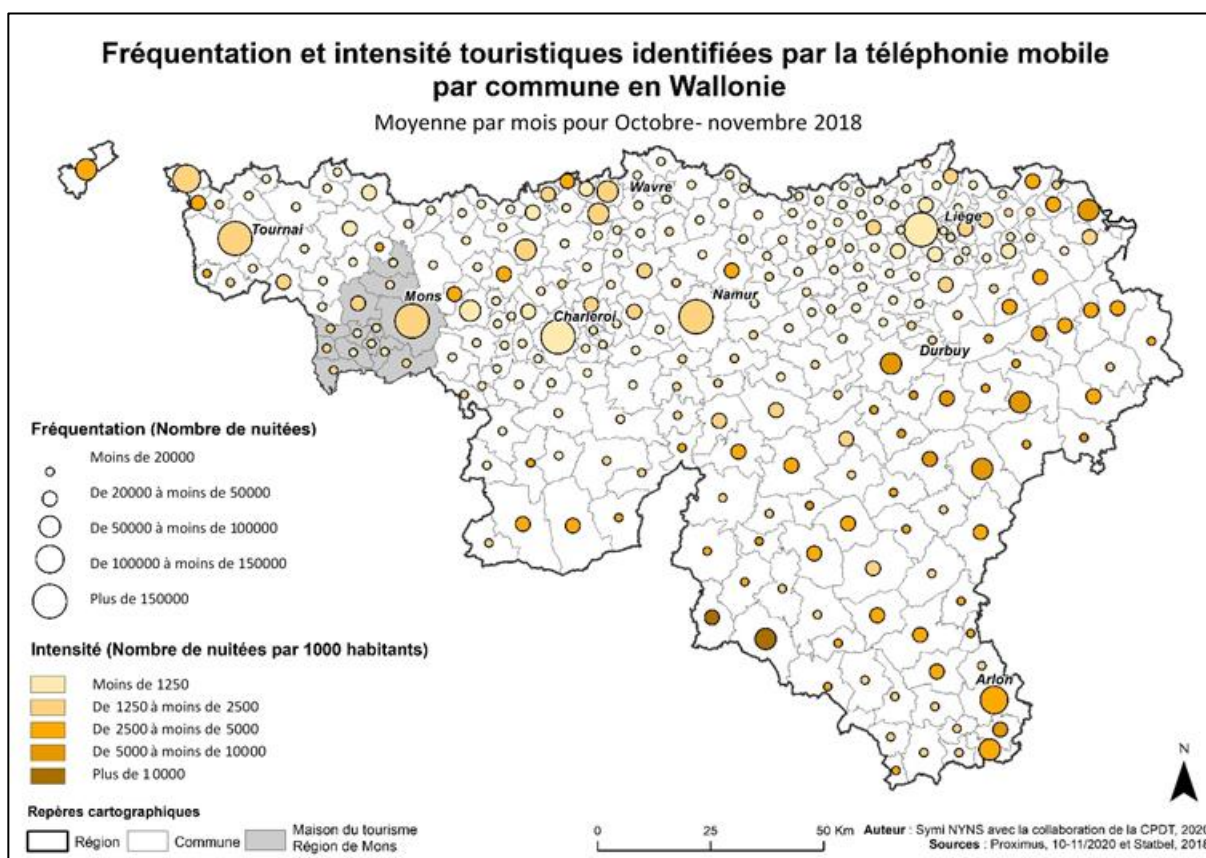 Fréquentation et intensité touristiques identifiées par la téléphonie mobile
par commune en Wallonie
Moyenne par mois pour Octobre- novembre 2018
Wavre
Liège
Tournai
Mons
Namur
Charleroi
Durbuy
Arlon
Fréquentation (Nombre de nuitées)
Moins de 20000
De 20000 à moins de 50000
De 50000 à moins de 100000
De 100000 à moins de 150000
Plus de 150000
Intensité (Nombre de nuitées par 1000 habitants)
Moins de 1250
De 1250 à moins de 2500
De 2500 à moins de 5000
De 5000 à moins de 10000
Plus de 10000
Repères cartographiques
Région
Commune
Maison du tourisme
Région de Mons
0 25 50 Km
N
Auteur : Symi NYNS avec la collaboration de la CPDT, 2020
Sources : Proximus, 10-11/2020 et Statbel, 2018